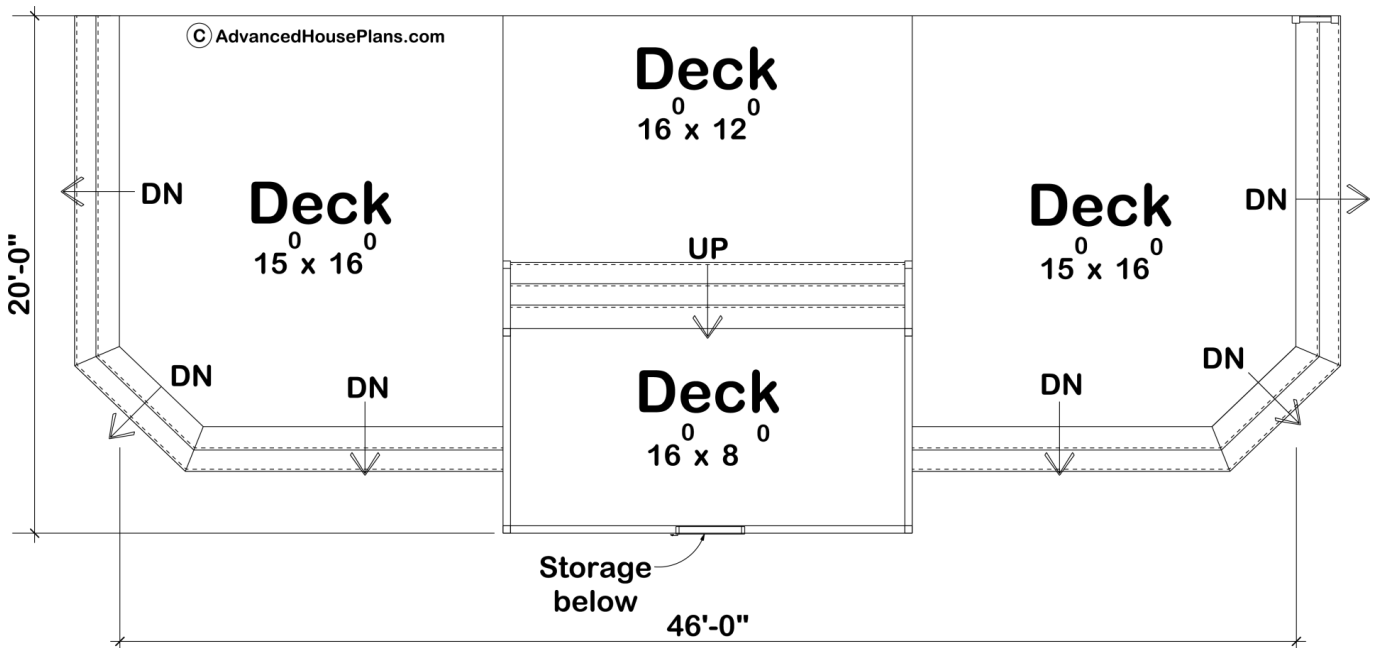 © AdvancedHousePlans.com
Deck
16⁰ x 12⁰
DN
Deck
15⁰ x 16⁰
Deck
15⁰ x 16⁰
DN
UP
20'-0"
DN
DN
Deck
16⁰ x 8⁰
DN
DN
Storage
below
46'-0"